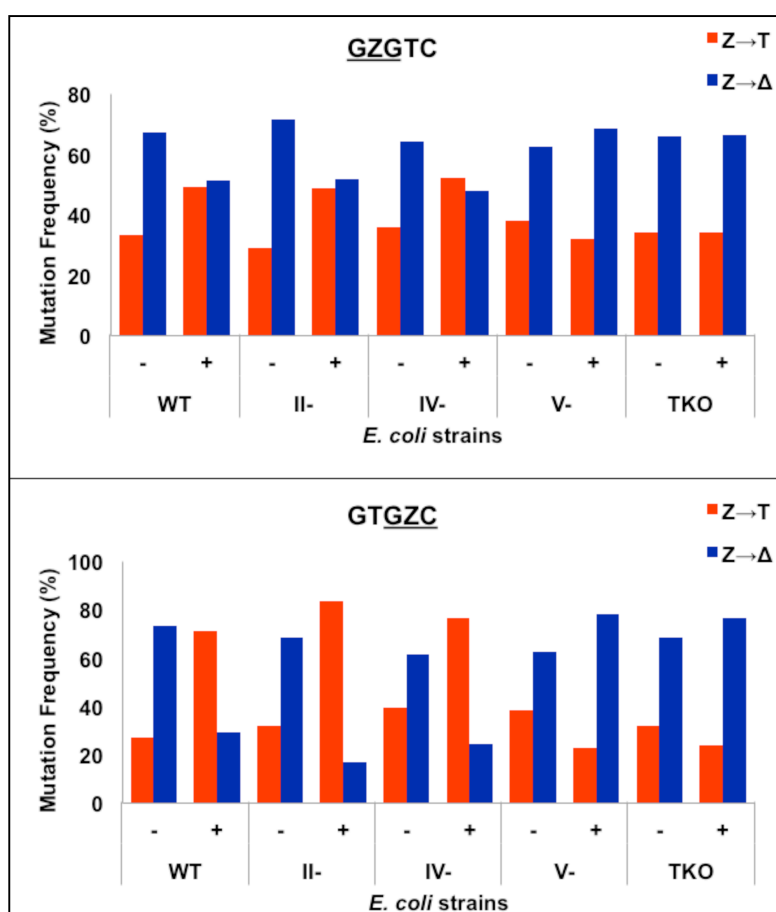 GZGTC
Z→T
Z→Δ
Mutation Frequency (%)
80
60
40
20
0
- + - + - + - + - +
WT II- IV- V- TKO
E. coli strains
GTGZC
Z→T
Z→Δ
Mutation Frequency (%)
100
80
60
40
20
0
- + - + - + - + - +
WT II- IV- V- TKO
E. coli strains